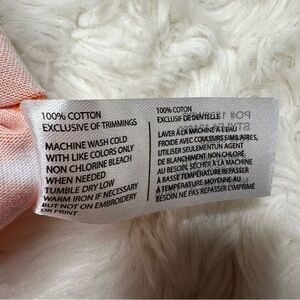 100% COTTON
EXCLUSIVE OF TRIMMINGS
MACHINE WASH COLD
WITH LIKE COLORS ONLY
NON CHLORINE BLEACH
WHEN NEEDED
TUMBLE DRY LOW
WARM IRON IF NECESSARY
BUT NOT ON EMBROIDERY
OR PRINT
100% COTTON
EXCLUSIF DE DENTELLE
LAVER À LA MACHINE À L'EAU
FROIDE AVEC COULEURS SIMILAIRES,
UTILISER SEULEMENT UN AGENT
DE BLANCHIMENT NON-CHLORE
AU BESOIN, SÉCHER À LA MACHINE
À BASSE TEMPÉRATURE REPASSER
À TEMPÉRATURE MOYENNE AU
BESOIN NE PAS REPASSER L'IMPRIMÉ